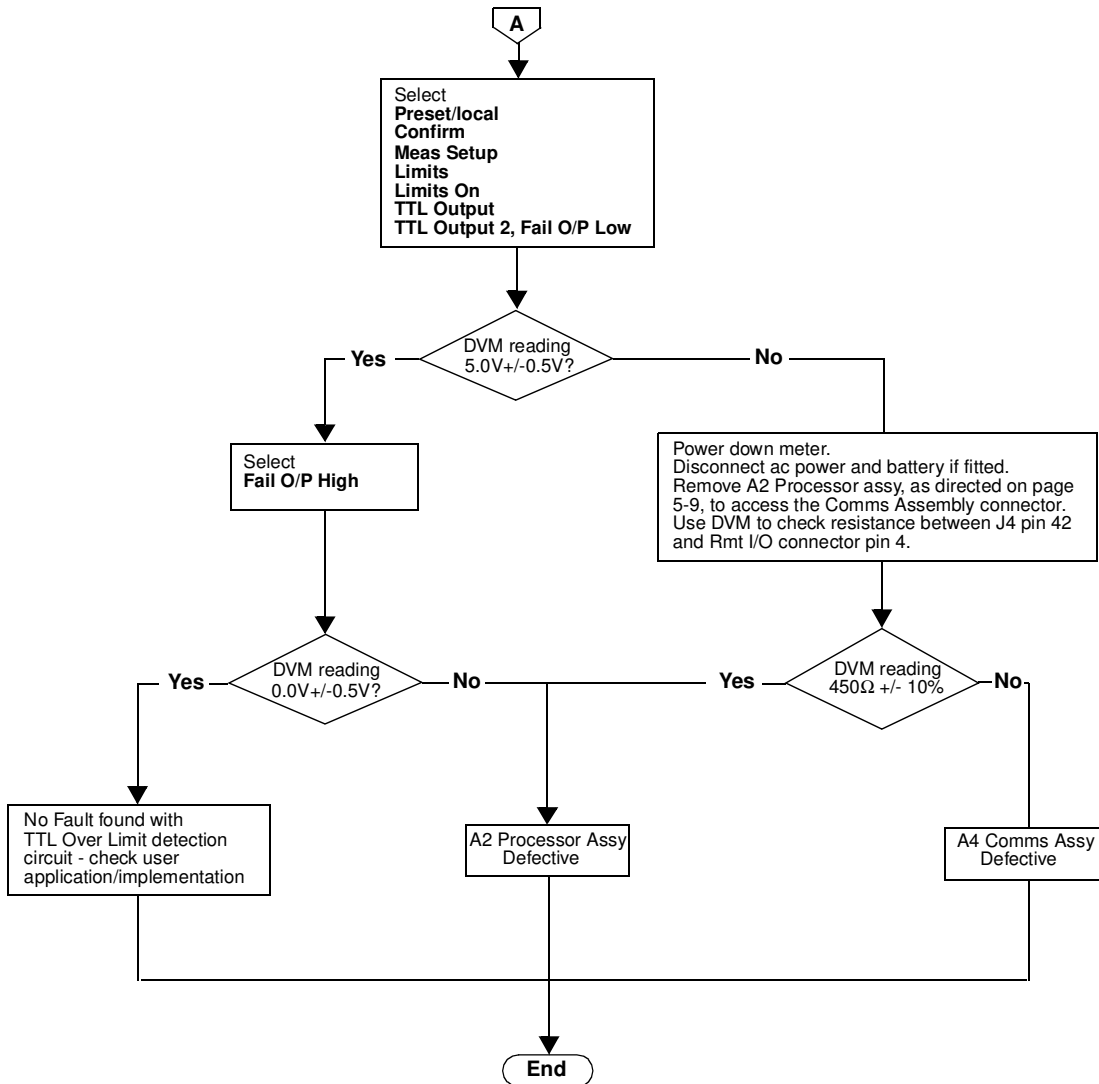 A
Select
Preset/local
Confirm
Meas Setup
Limits
Limits On
TTL Output
TTL Output 2, Fail O/P Low
DVM reading
5.0V+/-0.5V?
Yes
No
Select
Fail O/P High
Power down meter.
Disconnect ac power and battery if fitted.
Remove A2 Processor assy, as directed on page
5-9, to access the Comms Assembly connector.
Use DVM to check resistance between J4 pin 42
and Rmt I/O connector pin 4.
DVM reading
0.0V+/-0.5V?
Yes
No
DVM reading
450Ω +/- 10%
Yes
No
No Fault found with
TTL Over Limit detection
circuit - check user
application/implementation
A2 Processor Assy
Defective
A4 Comms Assy
Defective
End